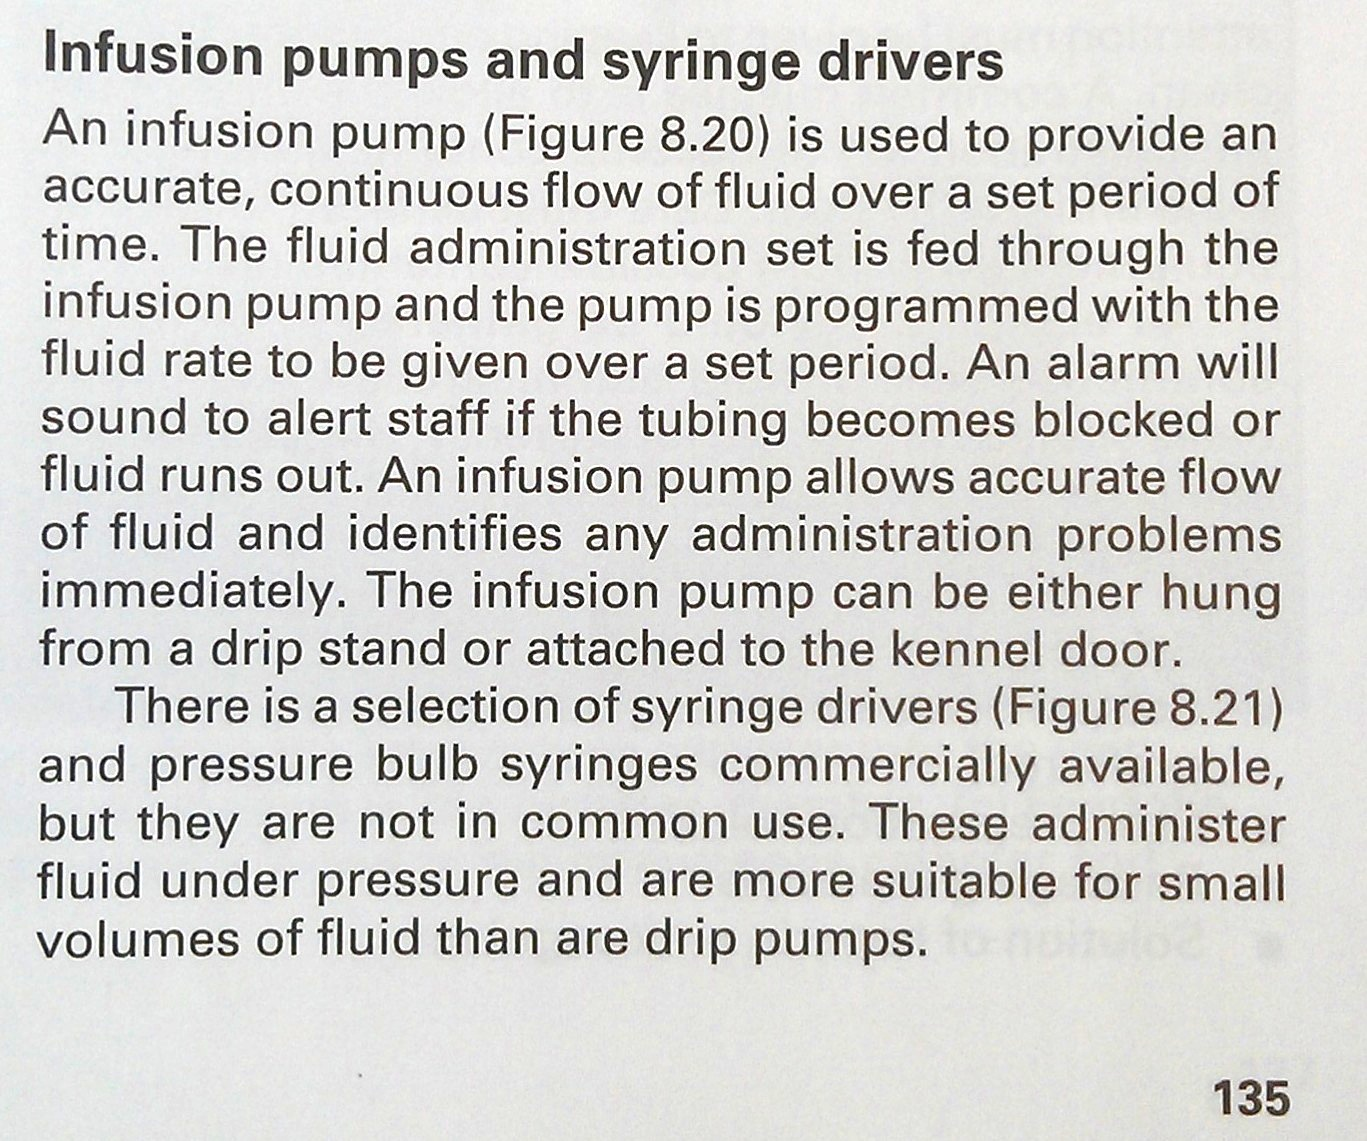 Infusion pumps and syringe drivers
An infusion pump (Figure 8.20) is used to provide an
accurate, continuous flow of fluid over a set period of
time. The fluid administration set is fed through the
infusion pump and the pump is programmed with the
fluid rate to be given over a set period. An alarm will
sound to alert staff if the tubing becomes blocked or
fluid runs out. An infusion pump allows accurate flow
of fluid and identifies any administration problems
immediately. The infusion pump can be either hung
from a drip stand or attached to the kennel door.
There is a selection of syringe drivers (Figure 8.21)
and pressure bulb syringes commercially available,
but they are not in common use. These administer
fluid under pressure and are more suitable for small
volumes of fluid than are drip pumps.
135